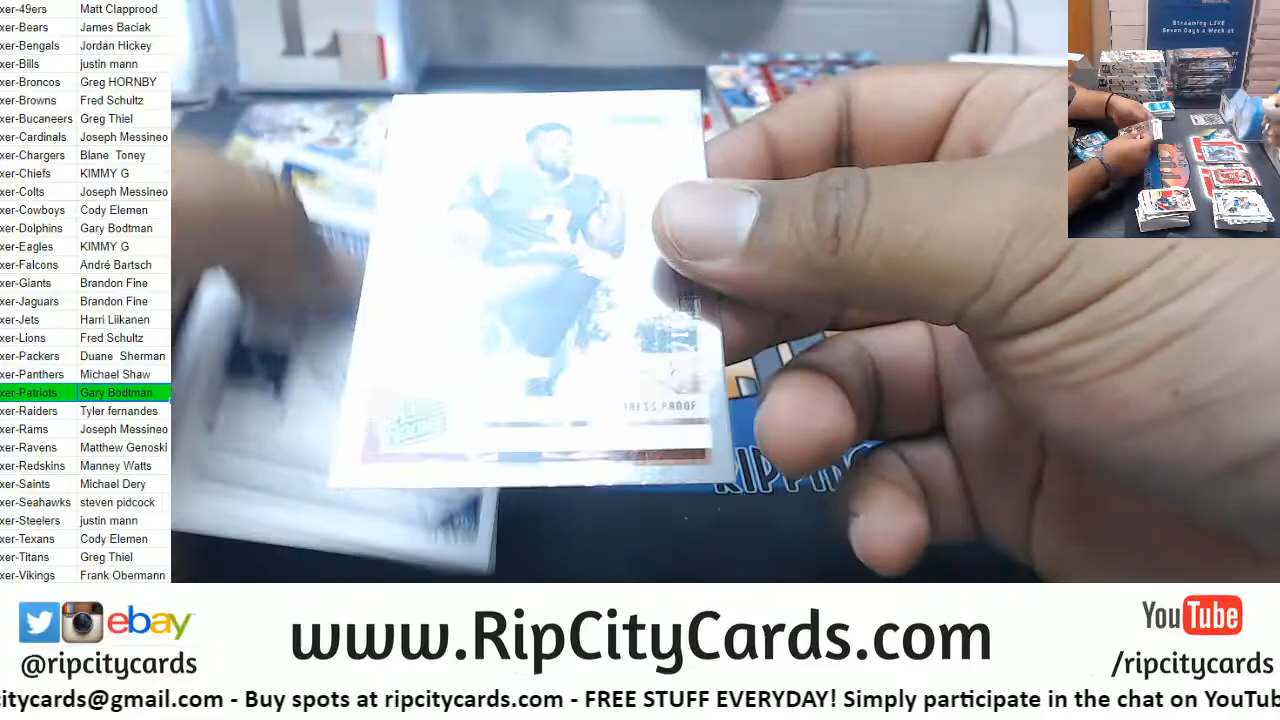 xer-49ers Matt Clapprood
xer-Bears James Baciak
xer-Bengals Jordan Hickey
xer-Bills justin mann
xer-Broncos Greg HORNBY
xer-Browns Fred Schultz
xer-Bucaneers Greg Thiel
xer-Cardinals Joseph Messineo
xer-Chargers Blane Toney
xer-Chiefs KIMMY G
xer-Colts Joseph Messineo
xer-Cowboys Cody Elemen
xer-Dolphins Gary Bodtman
xer-Eagles KIMMY G
xer-Falcons André Bartsch
xer-Giants Brandon Fine
xer-Jaguars Brandon Fine
xer-Jets Harri Liikanen
xer-Lions Fred Schultz
xer-Packers Duane Sherman
xer-Panthers Michael Shaw
xer-Patriots Gary Bodtman
xer-Raiders Tyler fernandes
xer-Rams Joseph Messineo
xer-Ravens Matthew Genoski
xer-Redskins Manney Watts
xer-Saints Michael Dery
xer-Seahawks steven pidcock
xer-Steelers justin mann
xer-Texans Cody Elemen
xer-Titans Greg Thiel
xer-Vikings Frank Obermann
PRESS PROOF
RIPPIN
Streaming LIVE
Seven Days a Week at
ebay
@ripcitycards
www.RipCityCards.com
YouTube
/ripcitycards
citycards@gmail.com - Buy spots at ripcitycards.com - FREE STUFF EVERYDAY! Simply participate in the chat on YouTub